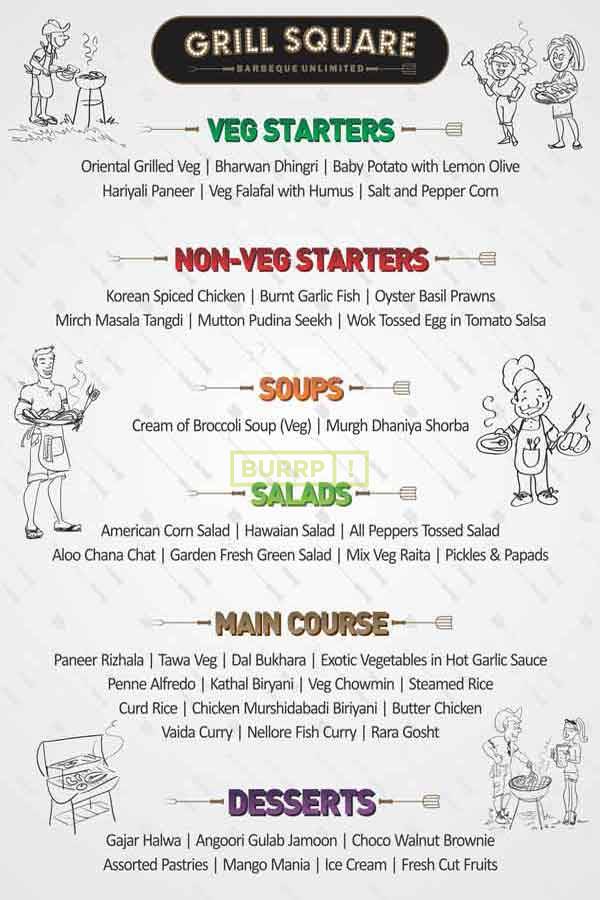 GRILL SQUARE
BARBEQUE UNLIMITED
VEG STARTERS
Oriental Grilled Veg | Bharwan Dhingri | Baby Potato with Lemon Olive
Hariyali Paneer | Veg Falafal with Humus | Salt and Pepper Corn
NON-VEG STARTERS
Korean Spiced Chicken | Burnt Garlic Fish | Oyster Basil Prawns
Mirch Masala Tangdi | Mutton Pudina Seekh | Wok Tossed Egg in Tomato Salsa
SOUPS
Cream of Broccoli Soup (Veg) | Murgh Dhaniya Shorba
BURRP!
SALADS
American Corn Salad | Hawaian Salad | All Peppers Tossed Salad
Aloo Chana Chat | Garden Fresh Green Salad | Mix Veg Raita | Pickles & Papads
MAIN COURSE
Paneer Rizhala | Tawa Veg | Dal Bukhara | Exotic Vegetables in Hot Garlic Sauce
Penne Alfredo | Kathal Biryani | Veg Chowmin | Steamed Rice
Curd Rice | Chicken Murshidabadi Biriyani | Butter Chicken
Vaida Curry | Nellore Fish Curry | Rara Gosht
DESSERTS
Gajar Halwa | Angoori Gulab Jamoon | Choco Walnut Brownie
Assorted Pastries | Mango Mania | Ice Cream | Fresh Cut Fruits